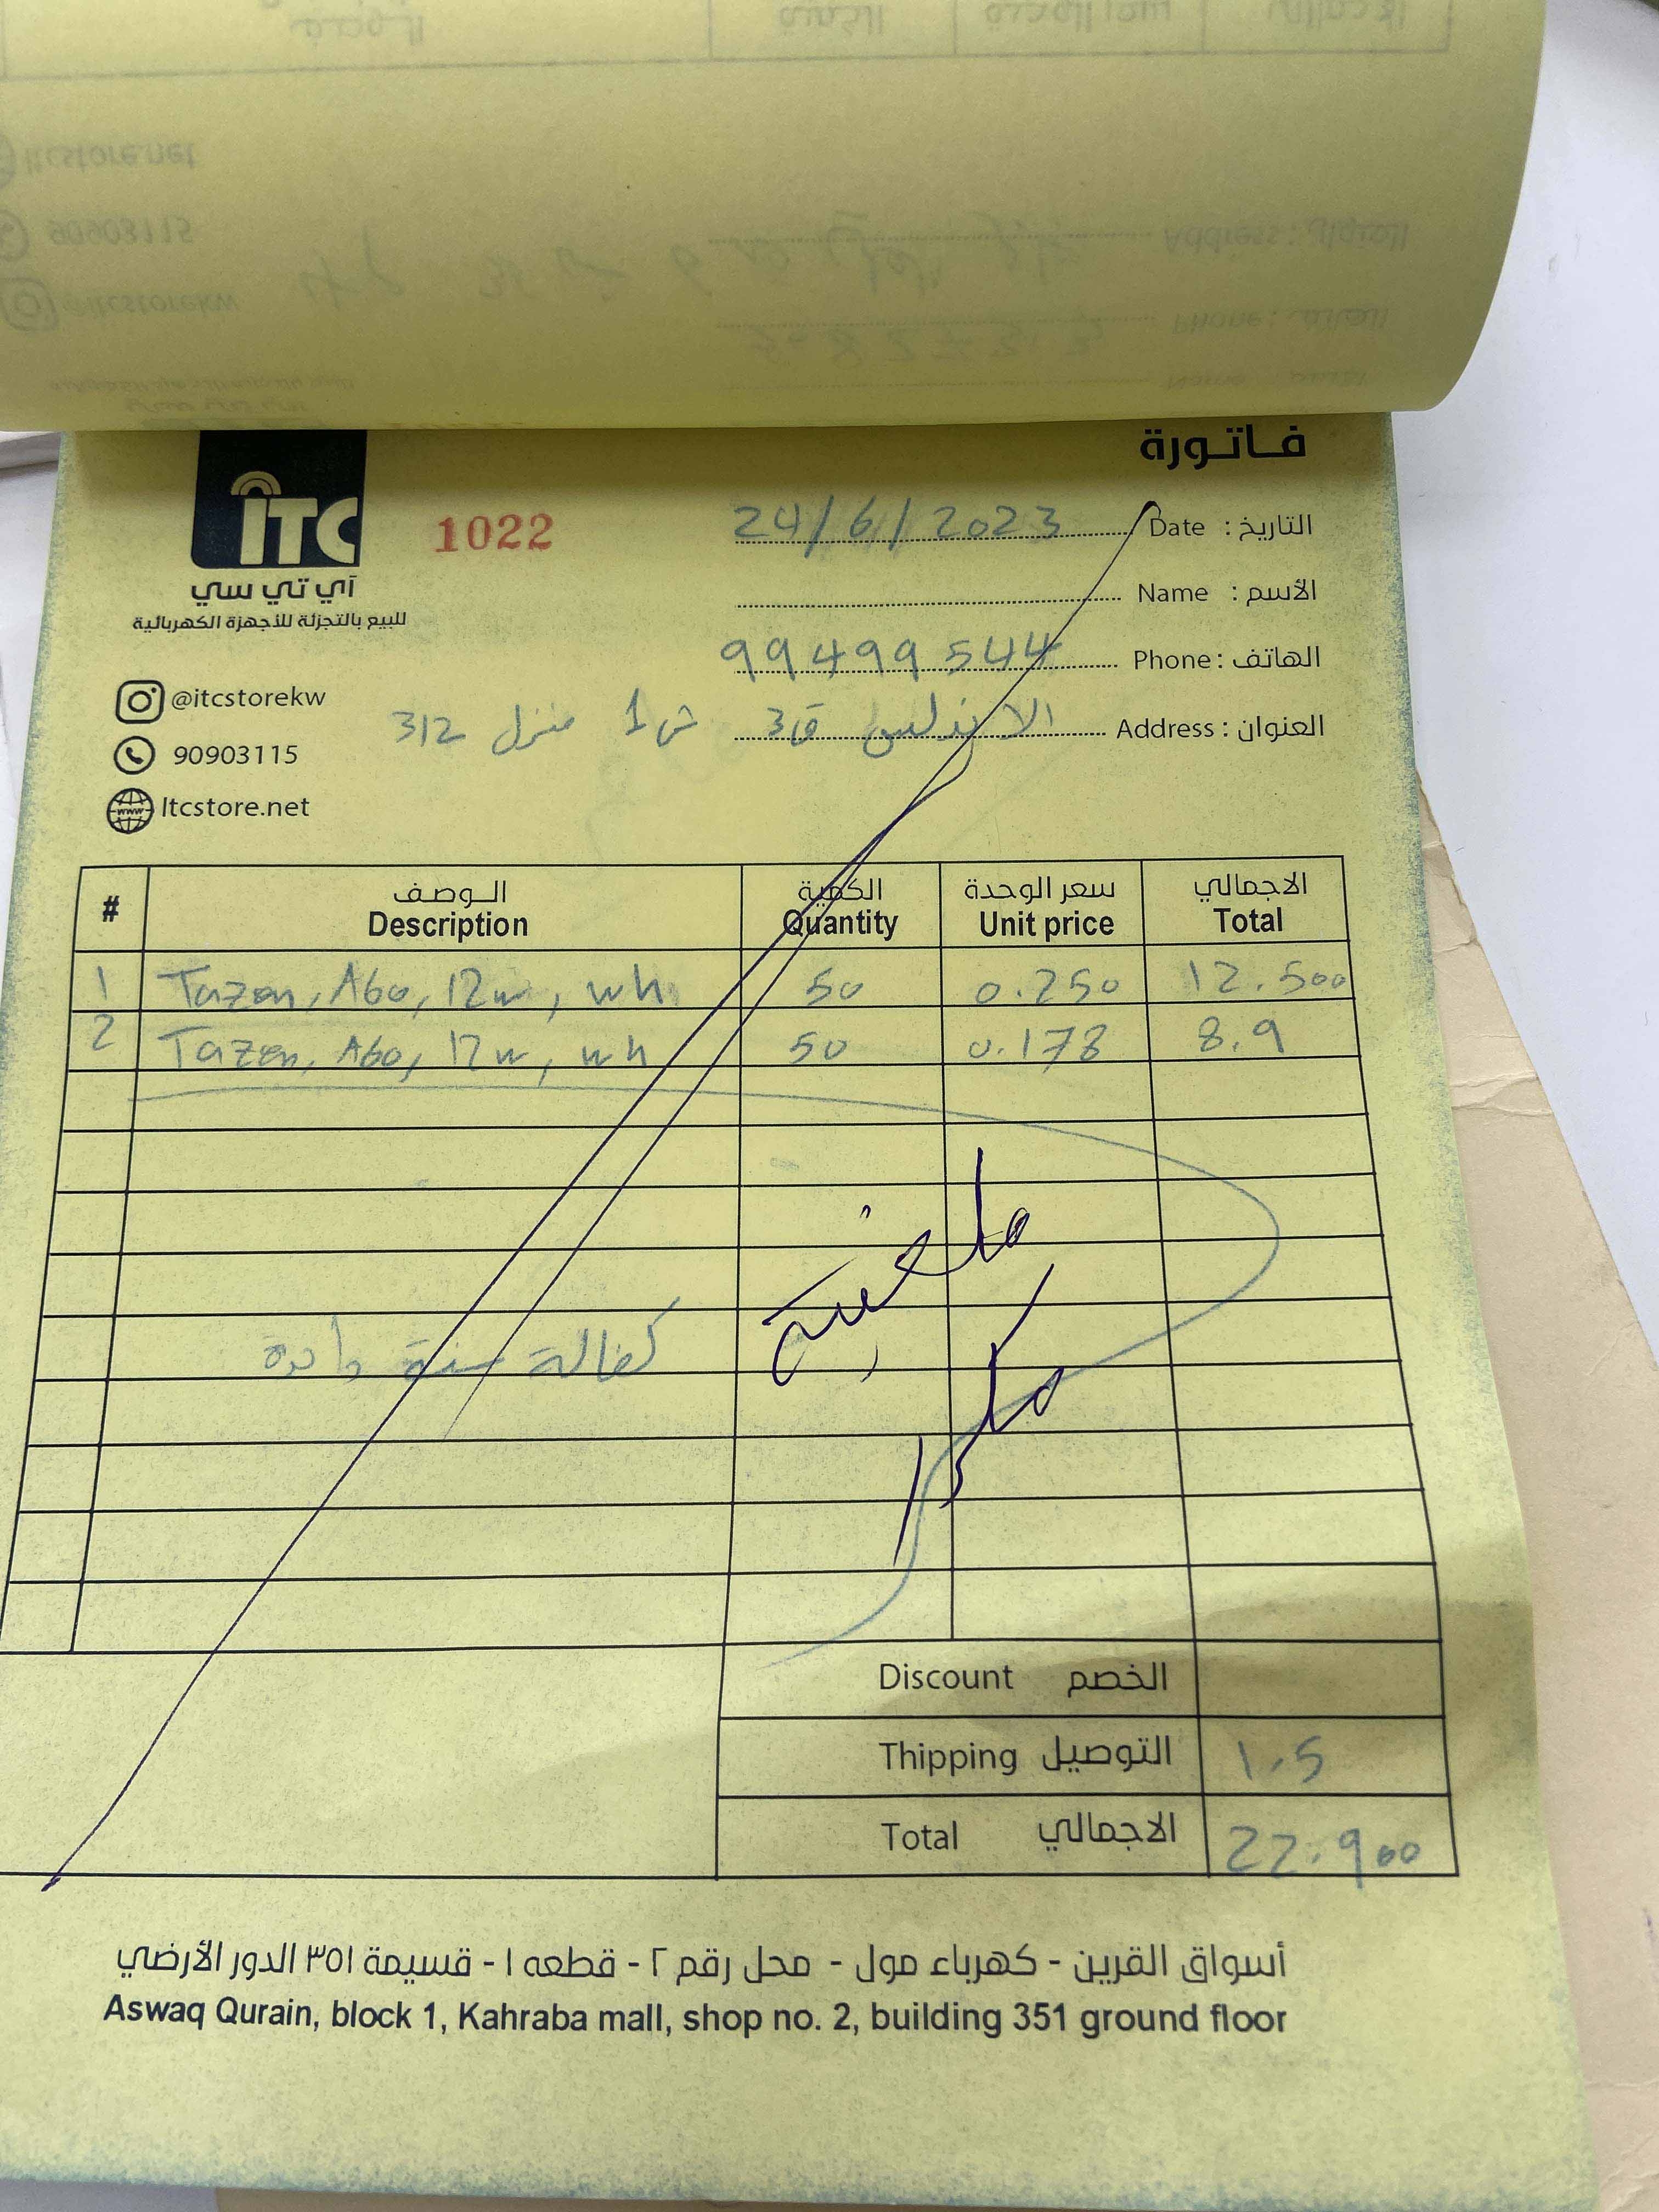 فاتورة
iTC
آي تي سي
للبيع بالتجزئة للأجهزة الكهربائية
1022
التاريخ : Date 24/6/2023
الأسم : Name
الهاتف : Phone 99499544
العنوان : Address الاندلس ق3 ش1 منزل 312
@itcstorekw
90903115
www
Itcstore.net
# الوصف الكمية سعر الوحدة الاجمالي
Description Quantity Unit price Total
1 Tazen, A60, 12w, wh 50 0.250 12.500
2 Tazen, A60, 12w, wh 50 0.178 8.9
ملغية
كفالة سنة واحدة
Discount الخصم
Thipping التوصيل 1.5
Total الاجمالي 22.900
أسواق القرين - كهرباء مول - محل رقم ٢ - قطعه ١ - قسيمة ٣٥١ الدور الأرضي
Aswaq Qurain, block 1, Kahraba mall, shop no. 2, building 351 ground floor